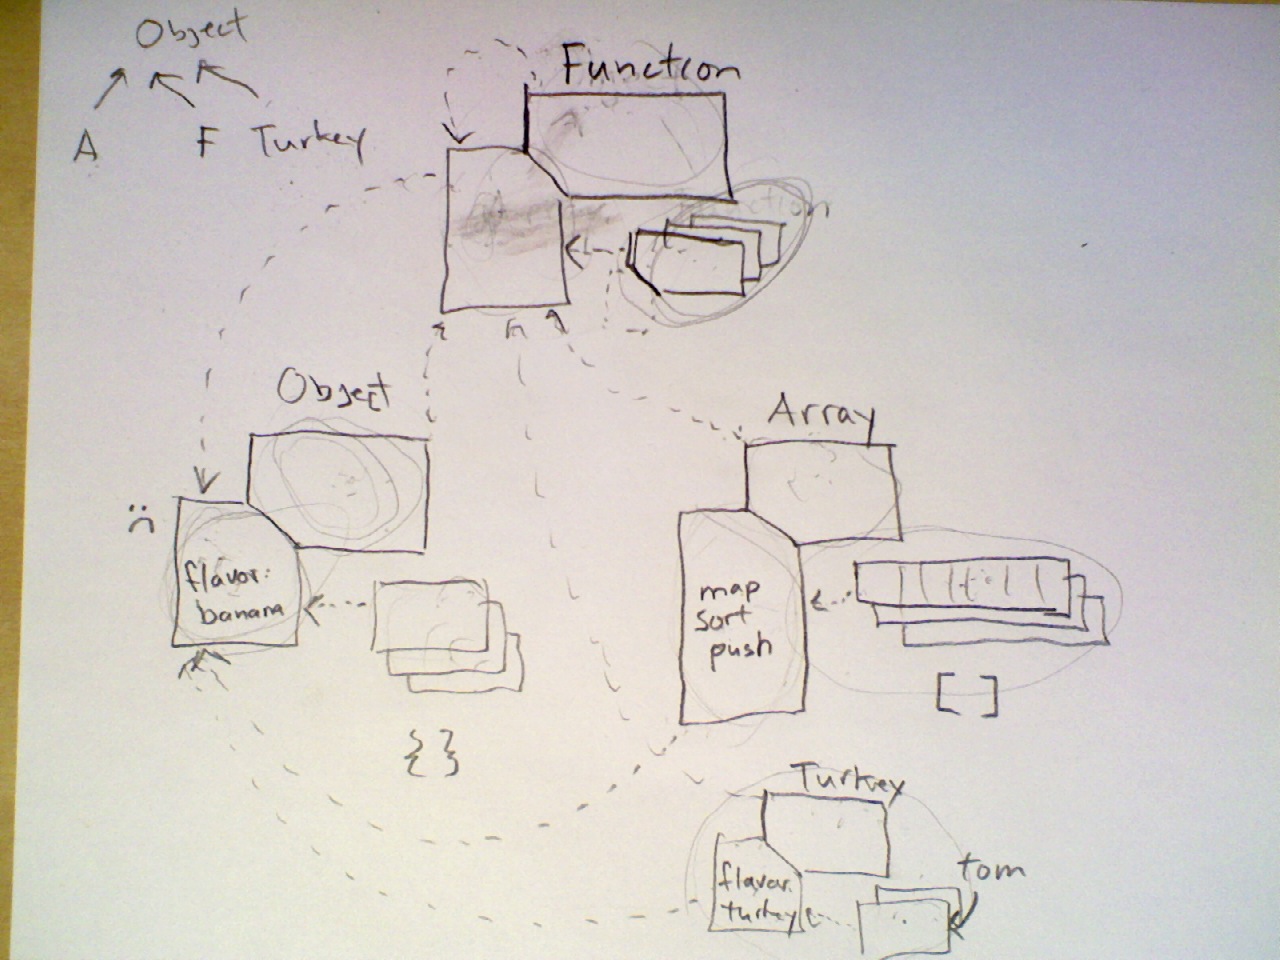 Object
A F Turkey
Function
Object
flavor:
banana
{ }
Array
map
sort
push
[ ]
Turkey
flavor:
turkey
tom